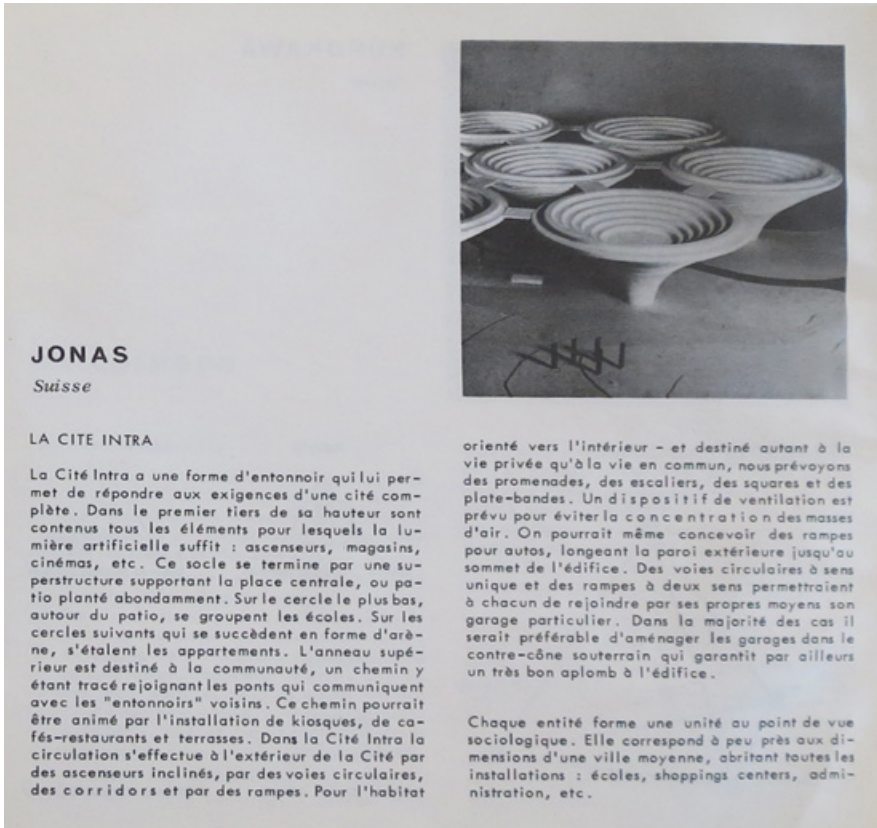 JONAS
Suisse
LA CITE INTRA
La Cité Intra a une forme d'entonnoir qui lui per-
met de répondre aux exigences d'une cité com-
plète. Dans le premier tiers de sa hauteur sont
contenus tous les éléments pour lesquels la lu-
mière artificielle suffit : ascenseurs, magasins,
cinémas, etc. Ce socle se termine par une su-
perstructure supportant la place centrale, ou pa-
tio planté abondamment. Sur le cercle le plus bas,
autour du patio, se groupent les écoles. Sur les
cercles suivants qui se succèdent en forme d'arè-
ne, s'étalent les appartements. L'anneau supé-
rieur est destiné à la communauté, un chemin y
étant tracé rejoignant les ponts qui communiquent
avec les "entonnoirs" voisins. Ce chemin pourrait
être animé par l'installation de kiosques, de ca-
fés-restaurants et terrasses. Dans la Cité Intra la
circulation s'effectue à l'extérieur de la Cité par
des ascenseurs inclinés, par des voies circulaires,
des corridors et par des rampes. Pour l'habitat
orienté vers l'intérieur - et destiné autant à la
vie privée qu'à la vie en commun, nous prévoyons
des promenades, des escaliers, des squares et des
plate-bandes. Un dispositif de ventilation est
prévu pour éviter la concentration des masses
d'air. On pourrait même concevoir des rampes
pour autos, longeant la paroi extérieure jusqu'au
sommet de l'édifice. Des voies circulaires à sens
unique et des rampes à deux sens permettraient
à chacun de rejoindre par ses propres moyens son
garage particulier. Dans la majorité des cas il
serait préférable d'aménager les garages dans le
contre-cône souterrain qui garantit par ailleurs
un très bon aplomb à l'édifice.
Chaque entité forme une unité au point de vue
sociologique. Elle correspond à peu près aux di-
mensions d'une ville moyenne, abritant toutes les
installations : écoles, shoppings centers, admi-
nistration, etc.